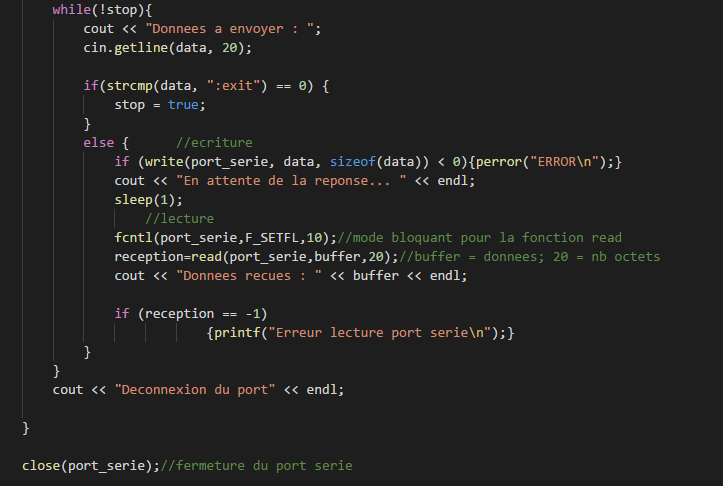 while(!stop){
cout << "Donnees a envoyer : ";
cin.getline(data, 20);
if(strcmp(data, ":exit") == 0) {
stop = true;
}
else {      //ecriture
if (write(port_serie, data, sizeof(data)) < 0){perror("ERROR\n");}
cout << "En attente de la reponse... " << endl;
sleep(1);
//lecture
fcntl(port_serie,F_SETFL,10);//mode bloquant pour la fonction read
reception=read(port_serie,buffer,20);//buffer = donnees; 20 = nb octets
cout << "Donnees recues : " << buffer << endl;
if (reception == -1)
{printf("Erreur lecture port serie\n");}
}
}
cout << "Deconnexion du port" << endl;
}
close(port_serie);//fermeture du port serie